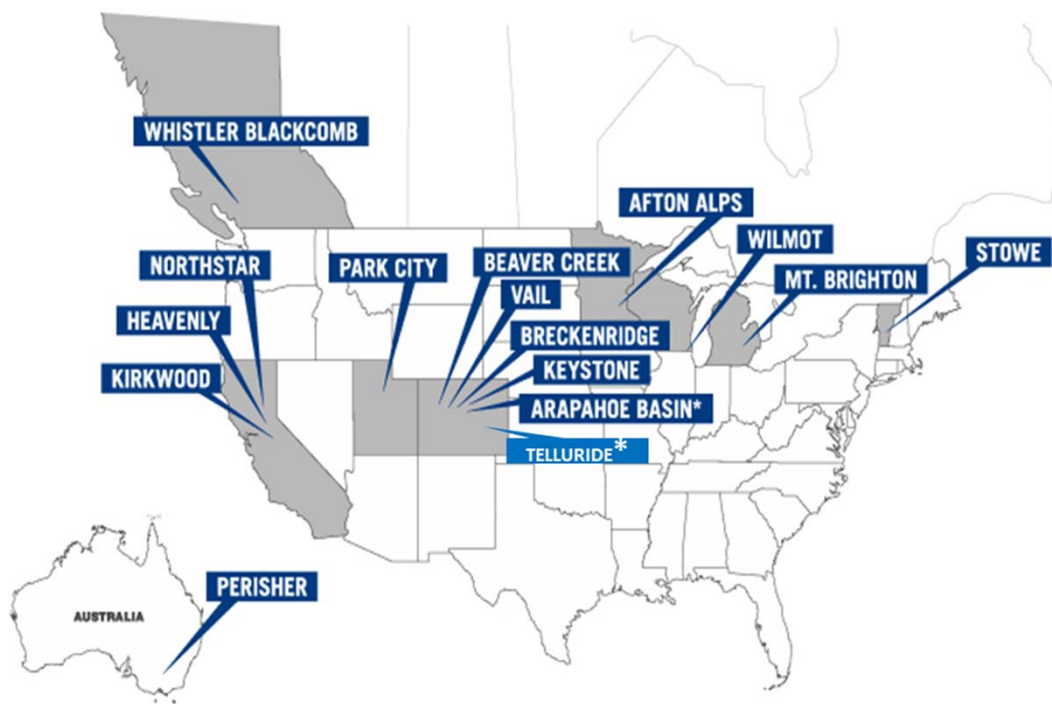 WHISTLER BLACKCOMB
AFTON ALPS
WILMOT
STOWE
NORTHSTAR
PARK CITY
BEAVER CREEK
MT. BRIGHTON
VAIL
HEAVENLY
BRECKENRIDGE
KEYSTONE
KIRKWOOD
ARAPAHOE BASIN*
TELLURIDE*
PERISHER
AUSTRALIA